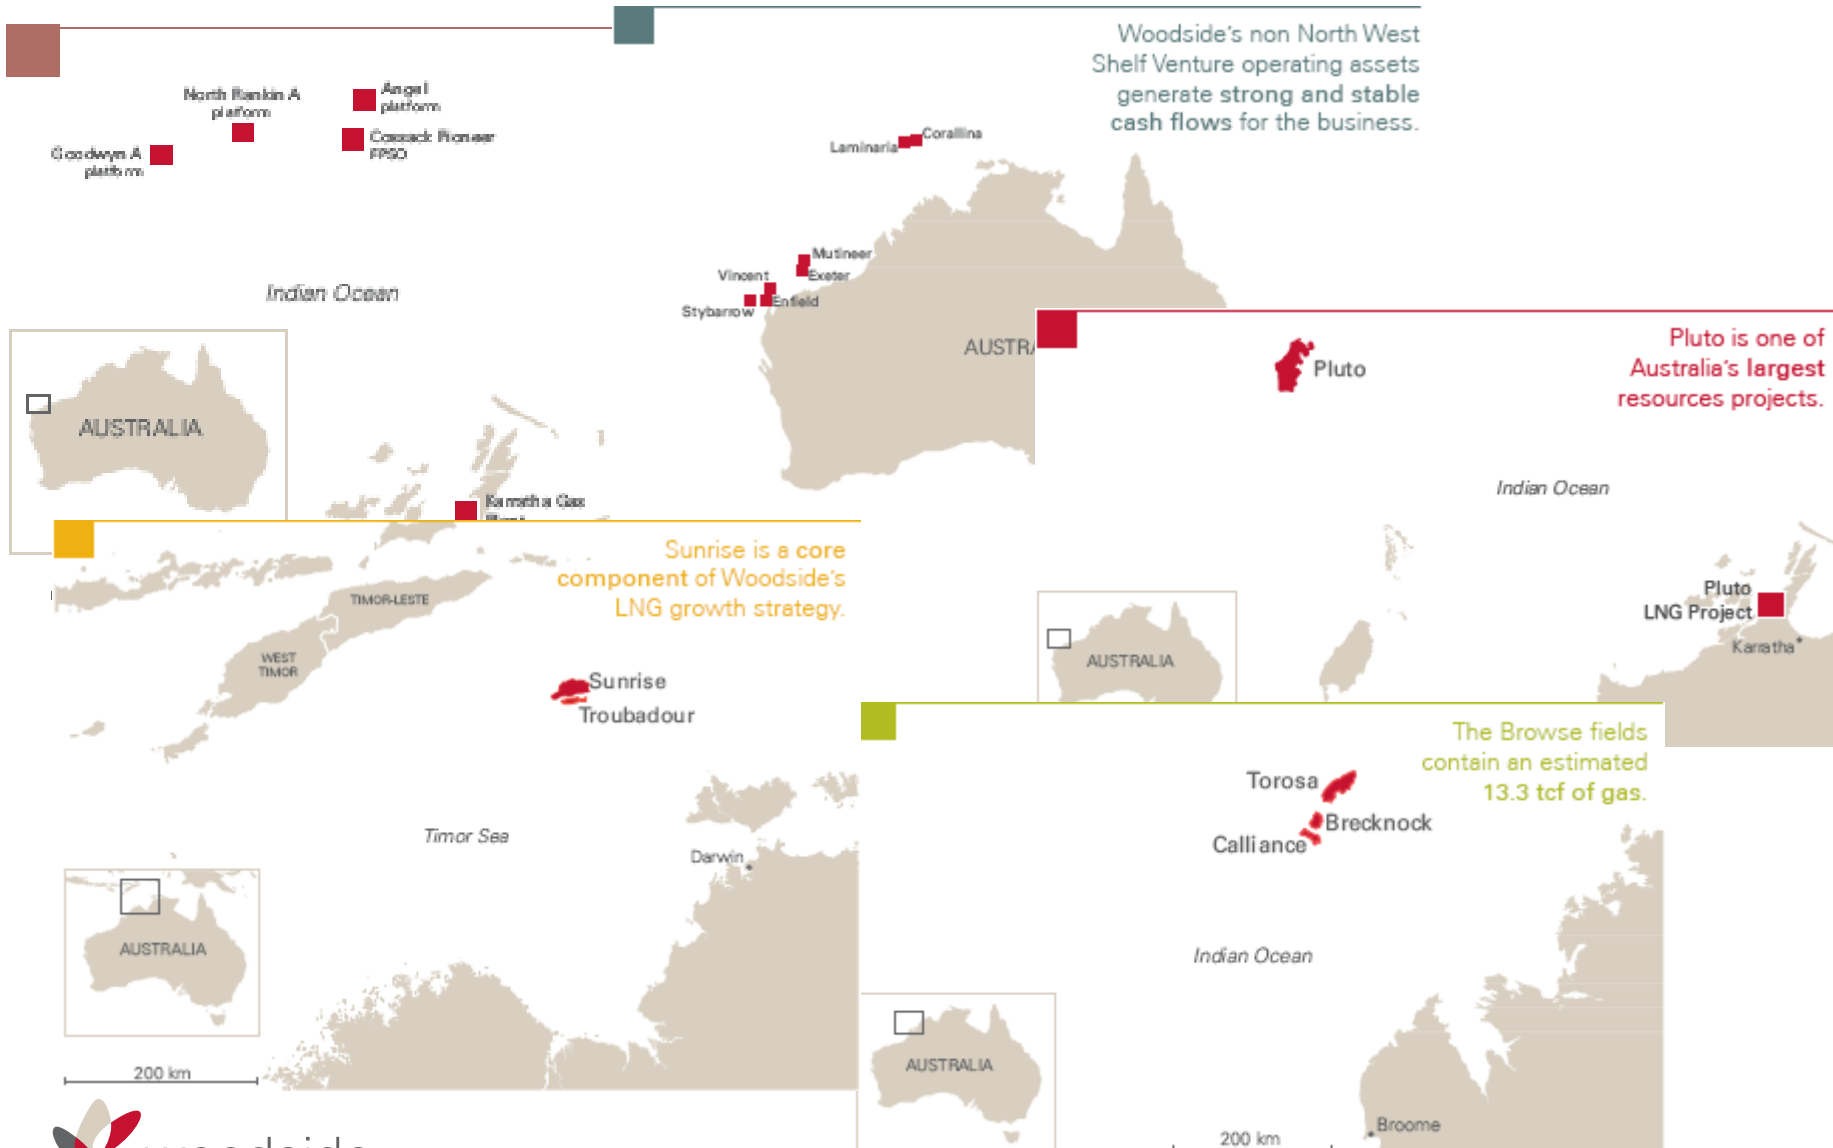 North Rankin A
platform
Angel
platform
Cossack Pioneer
FPSO
Goodwyn A
platform
Indian Ocean
AUSTRALIA
Karratha Gas
Woodside's non North West
Shelf Venture operating assets
generate strong and stable
cash flows for the business.
Corallina
Laminaria
Mutineer
Exeter
Vincent
Enfield
Stybarrow
AUSTRA
Pluto is one of
Australia's largest
resources projects.
Pluto
Indian Ocean
Pluto
LNG Project
Karratha
AUSTRALIA
Sunrise is a core
component of Woodside's
LNG growth strategy.
TIMOR-LESTE
WEST
TIMOR
Sunrise
Troubadour
Timor Sea
Darwin
AUSTRALIA
200 km
The Browse fields
contain an estimated
13.3 tcf of gas.
Torosa
Brecknock
Calliance
Indian Ocean
AUSTRALIA
Broome
200 km
woodside